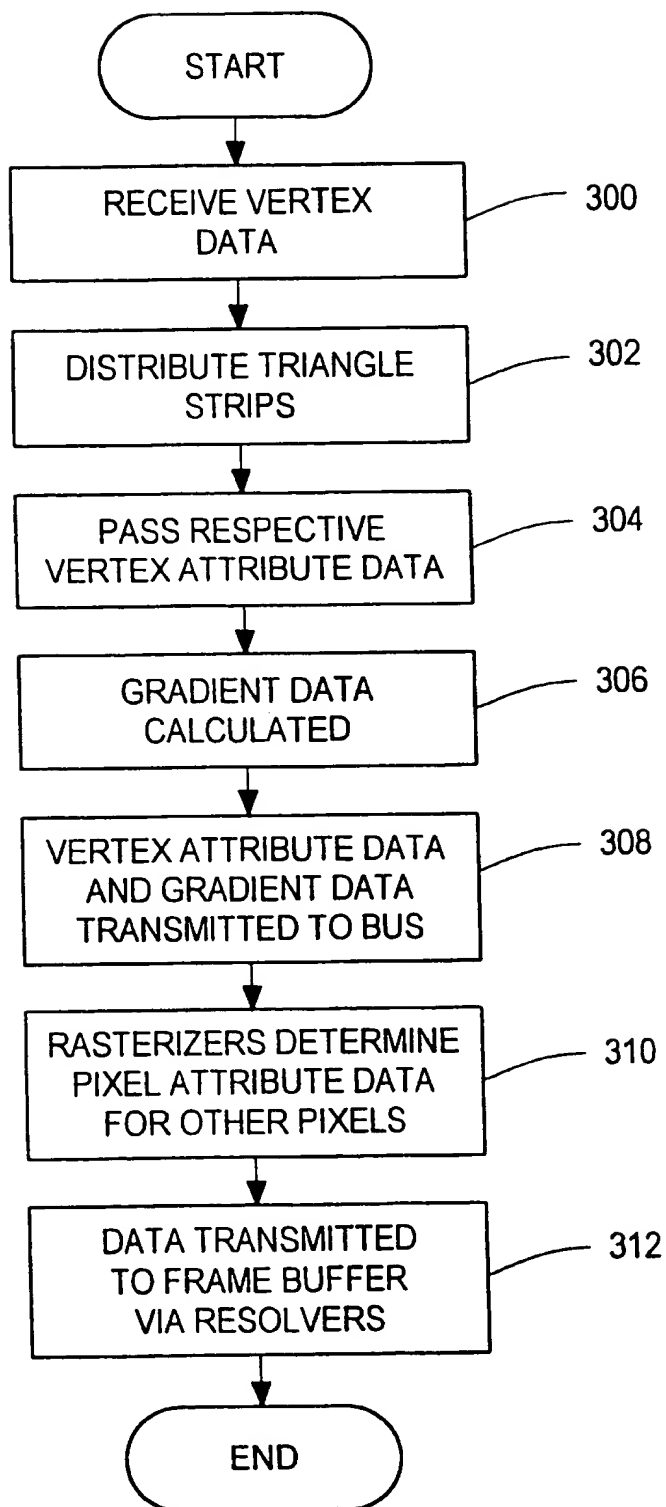 START
RECEIVE VERTEX
DATA
300
DISTRIBUTE TRIANGLE
STRIPS
302
PASS RESPECTIVE
VERTEX ATTRIBUTE DATA
304
GRADIENT DATA
CALCULATED
306
VERTEX ATTRIBUTE DATA
AND GRADIENT DATA
TRANSMITTED TO BUS
308
RASTERIZERS DETERMINE
PIXEL ATTRIBUTE DATA
FOR OTHER PIXELS
310
DATA TRANSMITTED
TO FRAME BUFFER
VIA RESOLVERS
312
END